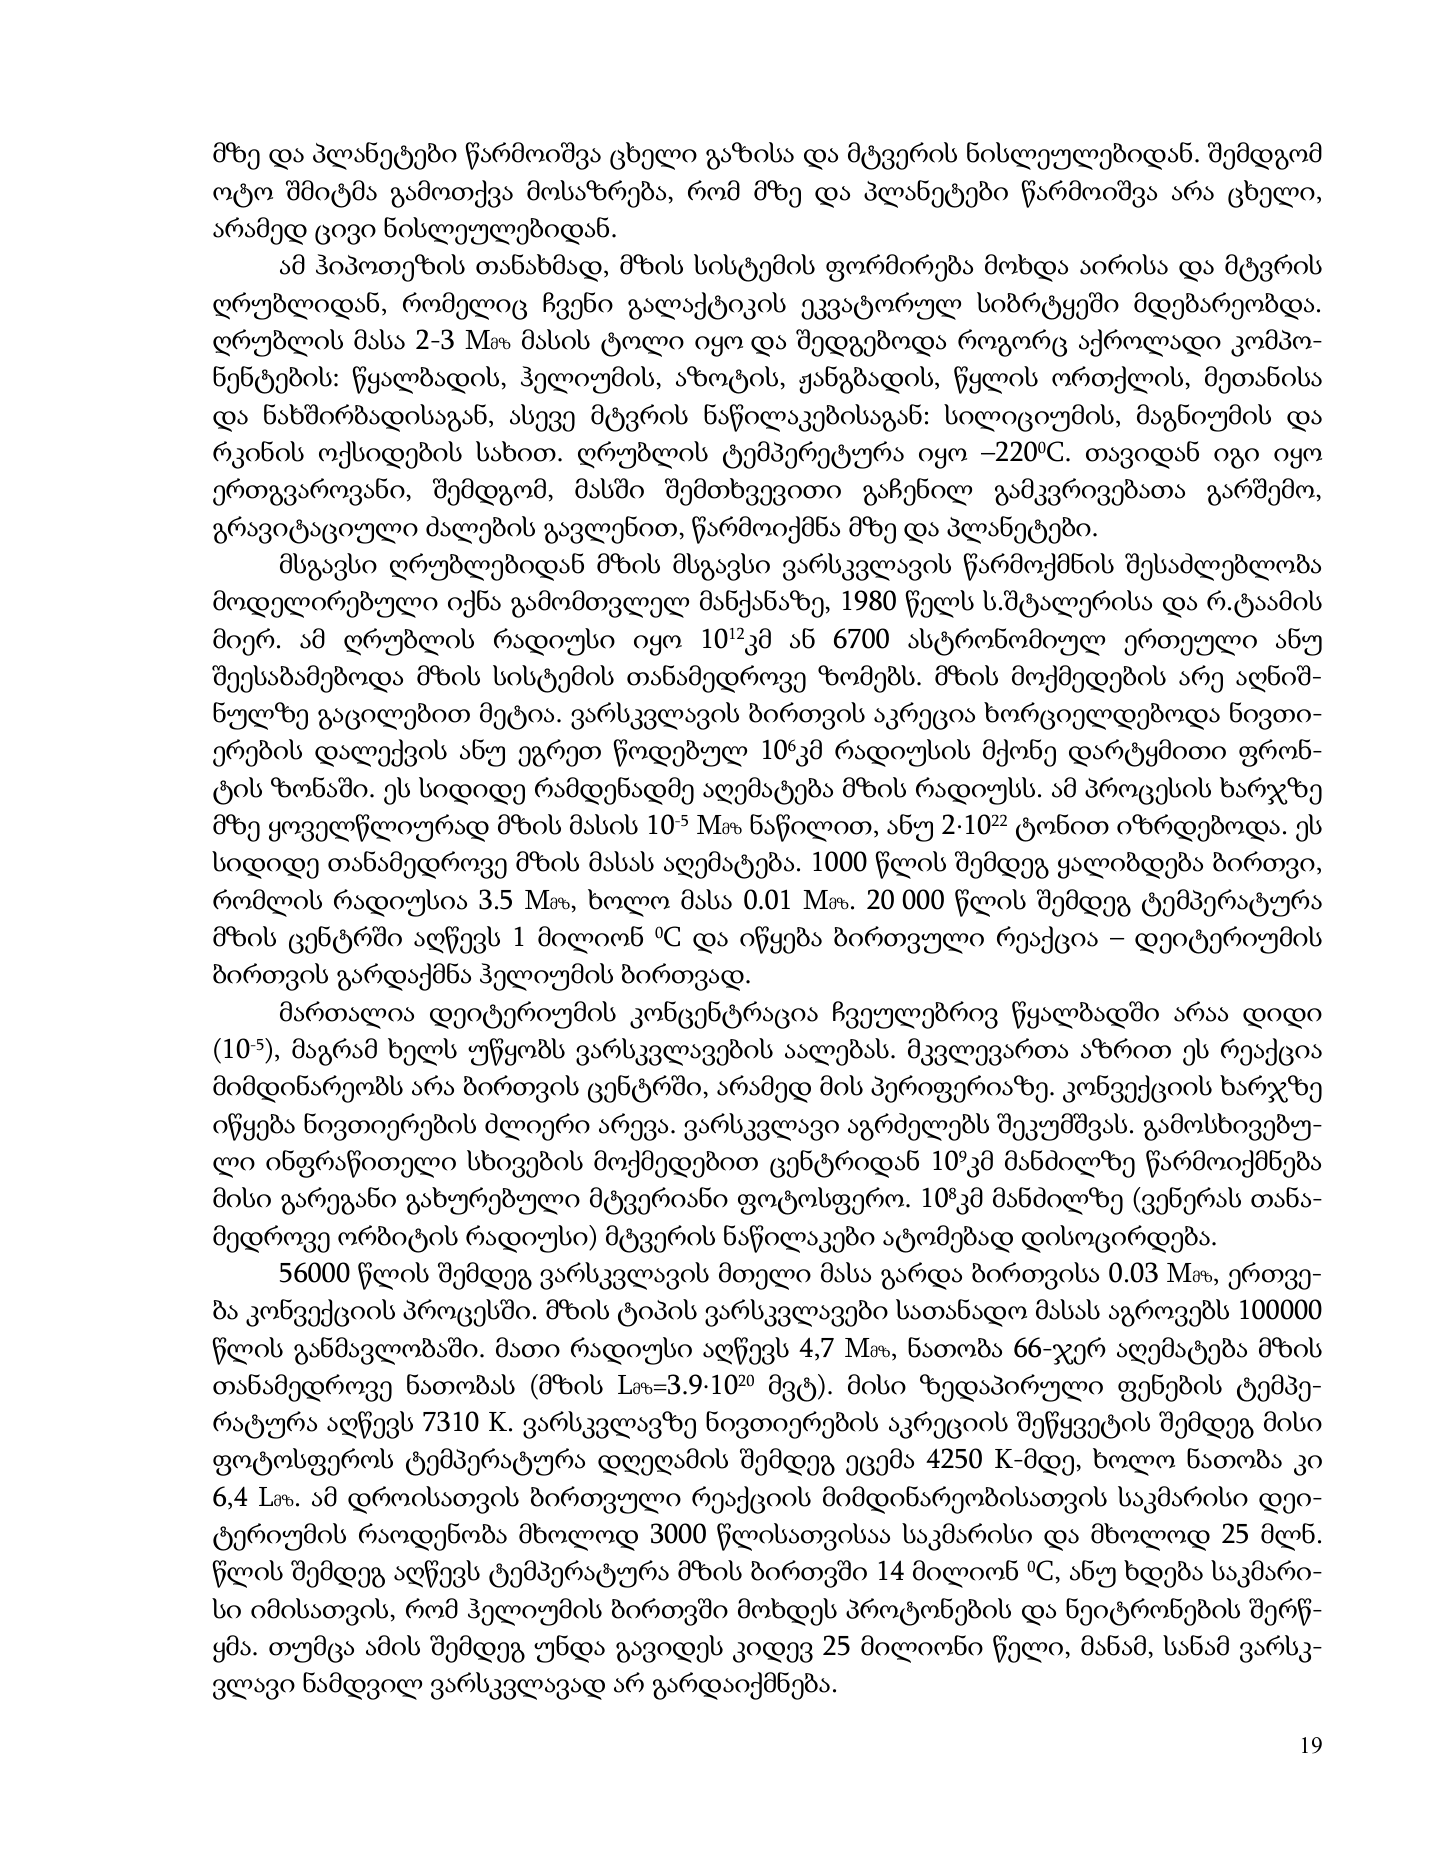 მზე და პლანეტები წარმოიშვა ცხელი გაზისა და მტვერის ნისლეულებიდან. შემდგომ
ოტო შმიტმა გამოთქვა მოსაზრება, რომ მზე და პლანეტები წარმოიშვა არა ცხელი,
არამედ ცივი ნისლეულებიდან.
ამ ჰიპოთეზის თანახმად, მზის სისტემის ფორმირება მოხდა აირისა და მტვრის
ღრუბლიდან, რომელიც ჩვენი გალაქტიკის ეკვატორულ სიბრტყეში მდებარეობდა.
ღრუბლის მასა 2-3 Mმზ მასის ტოლი იყო და შედგებოდა როგორც აქროლადი კომპო-
ნენტების: წყალბადის, ჰელიუმის, აზოტის, ჟანგბადის, წყლის ორთქლის, მეთანისა
და ნახშირბადისაგან, ასევე მტვრის ნაწილაკებისაგან: სილიციუმის, მაგნიუმის და
რკინის ოქსიდების სახით. ღრუბლის ტემპერეტურა იყო –220⁰C. თავიდან იგი იყო
ერთგვაროვანი, შემდგომ, მასში შემთხვევითი გაჩენილ გამკვრივებათა გარშემო,
გრავიტაციული ძალების გავლენით, წარმოიქმნა მზე და პლანეტები.
მსგავსი ღრუბლებიდან მზის მსგავსი ვარსკვლავის წარმოქმნის შესაძლებლობა
მოდელირებული იქნა გამომთვლელ მანქანაზე, 1980 წელს ს.შტალერისა და რ.ტაამის
მიერ. ამ ღრუბლის რადიუსი იყო 10¹²კმ ან 6700 ასტრონომიულ ერთეული ანუ
შეესაბამებოდა მზის სისტემის თანამედროვე ზომებს. მზის მოქმედების არე აღნიშ-
ნულზე გაცილებით მეტია. ვარსკვლავის ბირთვის აკრეცია ხორციელდებოდა ნივთი-
ერების დალექვის ანუ ეგრეთ წოდებულ 10⁶კმ რადიუსის მქონე დარტყმითი ფრონ-
ტის ზონაში. ეს სიდიდე რამდენადმე აღემატება მზის რადიუსს. ამ პროცესის ხარჯზე
მზე ყოველწლიურად მზის მასის 10⁻⁵ Mმზ ნაწილით, ანუ 2·10²² ტონით იზრდებოდა. ეს
სიდიდე თანამედროვე მზის მასას აღემატება. 1000 წლის შემდეგ ყალიბდება ბირთვი,
რომლის რადიუსია 3.5 Mმზ, ხოლო მასა 0.01 Mმზ. 20 000 წლის შემდეგ ტემპერატურა
მზის ცენტრში აღწევს 1 მილიონ ⁰C და იწყება ბირთვული რეაქცია – დეიტერიუმის
ბირთვის გარდაქმნა ჰელიუმის ბირთვად.
მართალია დეიტერიუმის კონცენტრაცია ჩვეულებრივ წყალბადში არაა დიდი
(10⁻⁵), მაგრამ ხელს უწყობს ვარსკვლავების აალებას. მკვლევართა აზრით ეს რეაქცია
მიმდინარეობს არა ბირთვის ცენტრში, არამედ მის პერიფერიაზე. კონვექციის ხარჯზე
იწყება ნივთიერების ძლიერი არევა. ვარსკვლავი აგრძელებს შეკუმშვას. გამოსხივებუ-
ლი ინფრაწითელი სხივების მოქმედებით ცენტრიდან 10⁹კმ მანძილზე წარმოიქმნება
მისი გარეგანი გახურებული მტვერიანი ფოტოსფერო. 10⁸კმ მანძილზე (ვენერას თანა-
მედროვე ორბიტის რადიუსი) მტვერის ნაწილაკები ატომებად დისოცირდება.
56000 წლის შემდეგ ვარსკვლავის მთელი მასა გარდა ბირთვისა 0.03 Mმზ, ერთვე-
ბა კონვექციის პროცესში. მზის ტიპის ვარსკვლავები სათანადო მასას აგროვებს 100000
წლის განმავლობაში. მათი რადიუსი აღწევს 4,7 Mმზ, ნათობა 66-ჯერ აღემატება მზის
თანამედროვე ნათობას (მზის Lმზ=3.9·10²⁰ მვტ). მისი ზედაპირული ფენების ტემპე-
რატურა აღწევს 7310 K. ვარსკვლავზე ნივთიერების აკრეციის შეწყვეტის შემდეგ მისი
ფოტოსფეროს ტემპერატურა დღეღამის შემდეგ ეცემა 4250 K-მდე, ხოლო ნათობა კი
6,4 Lმზ. ამ დროისათვის ბირთვული რეაქციის მიმდინარეობისათვის საკმარისი დეი-
ტერიუმის რაოდენობა მხოლოდ 3000 წლისათვისაა საკმარისი და მხოლოდ 25 მლნ.
წლის შემდეგ აღწევს ტემპერატურა მზის ბირთვში 14 მილიონ ⁰C, ანუ ხდება საკმარი-
სი იმისათვის, რომ ჰელიუმის ბირთვში მოხდეს პროტონების და ნეიტრონების შერწ-
ყმა. თუმცა ამის შემდეგ უნდა გავიდეს კიდევ 25 მილიონი წელი, მანამ, სანამ ვარსკ-
ვლავი ნამდვილ ვარსკვლავად არ გარდაიქმნება.
19